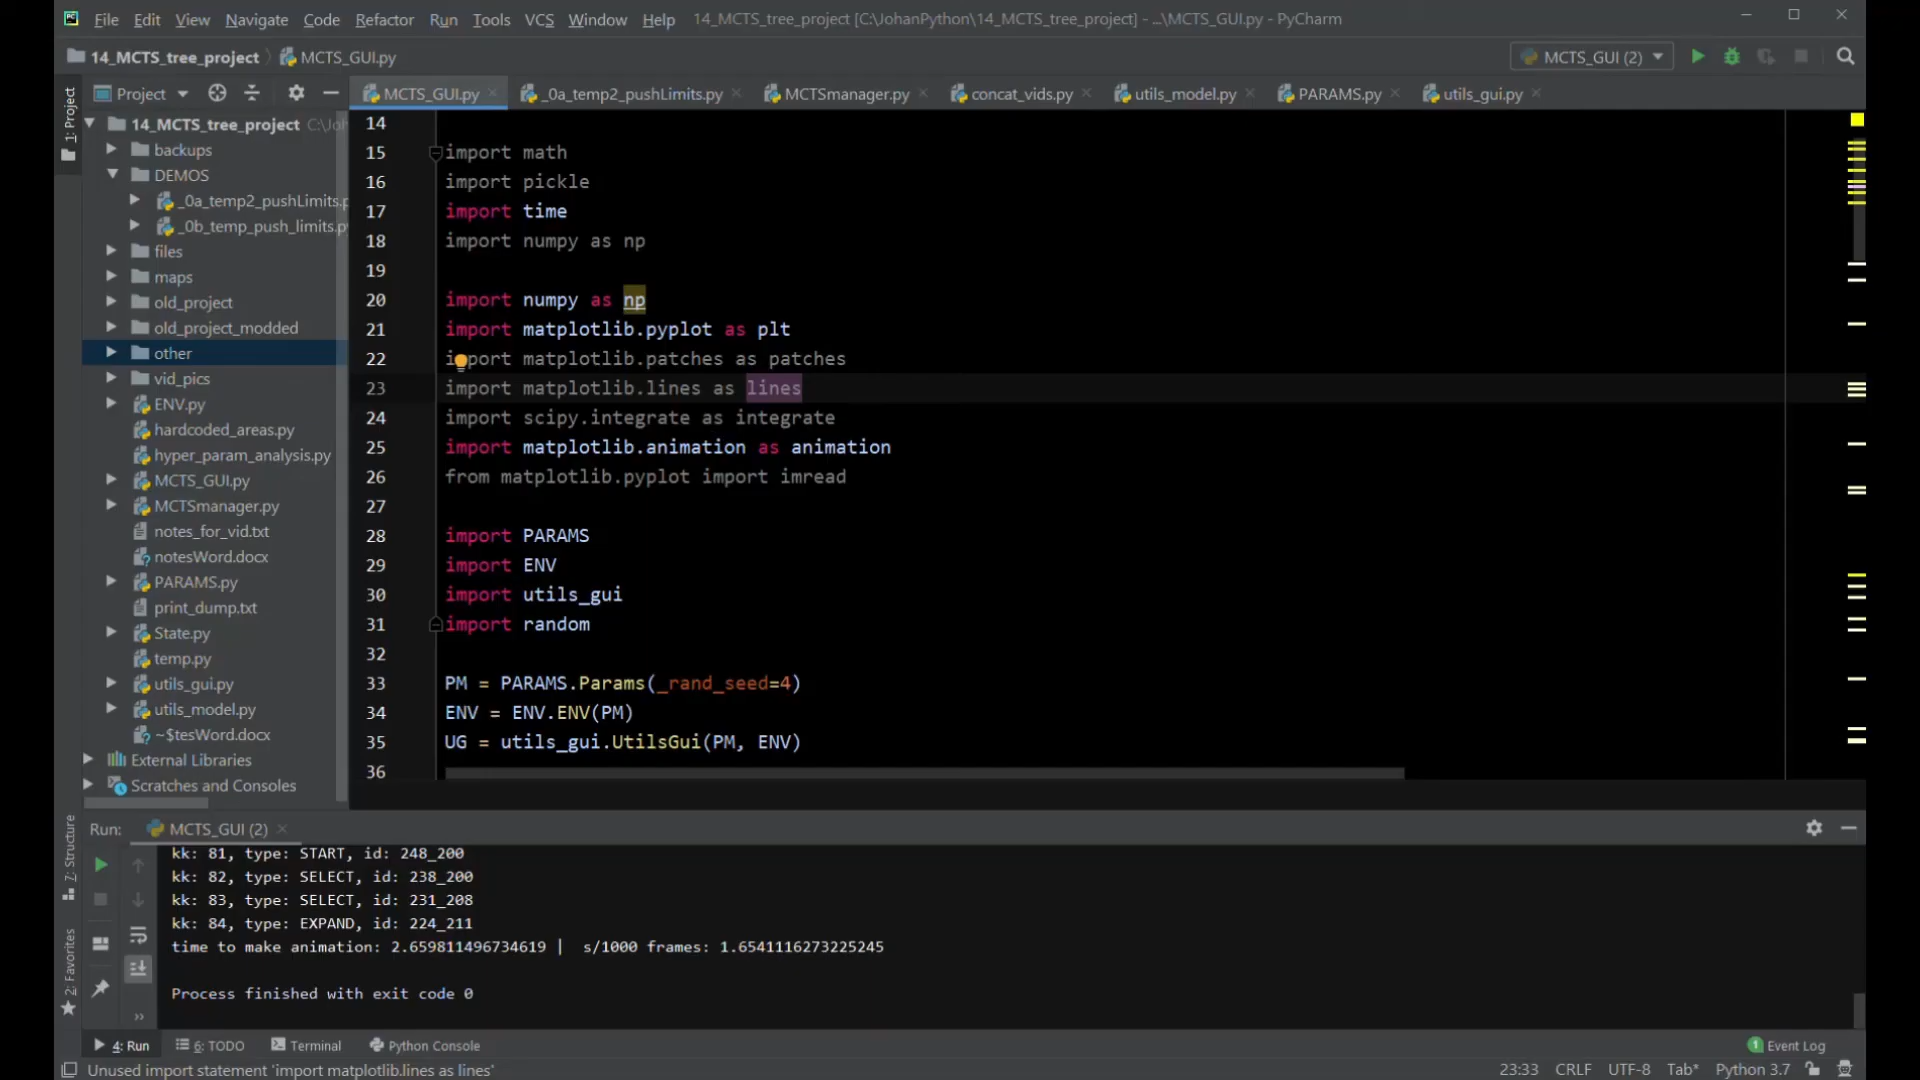 File Edit View Navigate Code Refactor Run Tools VCS Window Help 14_MCTS_tree_project [C:\JohanPython\14_MCTS_tree_project] - ...\MCTS_GUI.py - PyCharm
14_MCTS_tree_project MCTS_GUI.py MCTS_GUI (2)
Project MCTS_GUI.py _0a_temp2_pushLimits.py MCTSmanager.py concat_vids.py utils_model.py PARAMS.py utils_gui.py
1: Project
14_MCTS_tree_project C:\Joh
backups
DEMOS
_0a_temp2_pushLimits.p
_0b_temp_push_limits.p
files
maps
old_project
old_project_modded
other
vid_pics
ENV.py
hardcoded_areas.py
hyper_param_analysis.py
MCTS_GUI.py
MCTSmanager.py
notes_for_vid.txt
notesWord.docx
PARAMS.py
print_dump.txt
State.py
temp.py
utils_gui.py
utils_model.py
~$tesWord.docx
External Libraries
Scratches and Consoles
14
15 import math
16 import pickle
17 import time
18 import numpy as np
19
20 import numpy as np
21 import matplotlib.pyplot as plt
22 import matplotlib.patches as patches
23 import matplotlib.lines as lines
24 import scipy.integrate as integrate
25 import matplotlib.animation as animation
26 from matplotlib.pyplot import imread
27
28 import PARAMS
29 import ENV
30 import utils_gui
31 import random
32
33 PM = PARAMS.Params(_rand_seed=4)
34 ENV = ENV.ENV(PM)
35 UG = utils_gui.UtilsGui(PM, ENV)
36
7: Structure
2: Favorites
Run: MCTS_GUI (2)
kk: 81, type: START, id: 248_200
kk: 82, type: SELECT, id: 238_200
kk: 83, type: SELECT, id: 231_208
kk: 84, type: EXPAND, id: 224_211
time to make animation: 2.659811496734619 | s/1000 frames: 1.6541116273225245
Process finished with exit code 0
4: Run 6: TODO Terminal Python Console 1 Event Log
Unused import statement 'import matplotlib.lines as lines' 23:33 CRLF UTF-8 Tab* Python 3.7